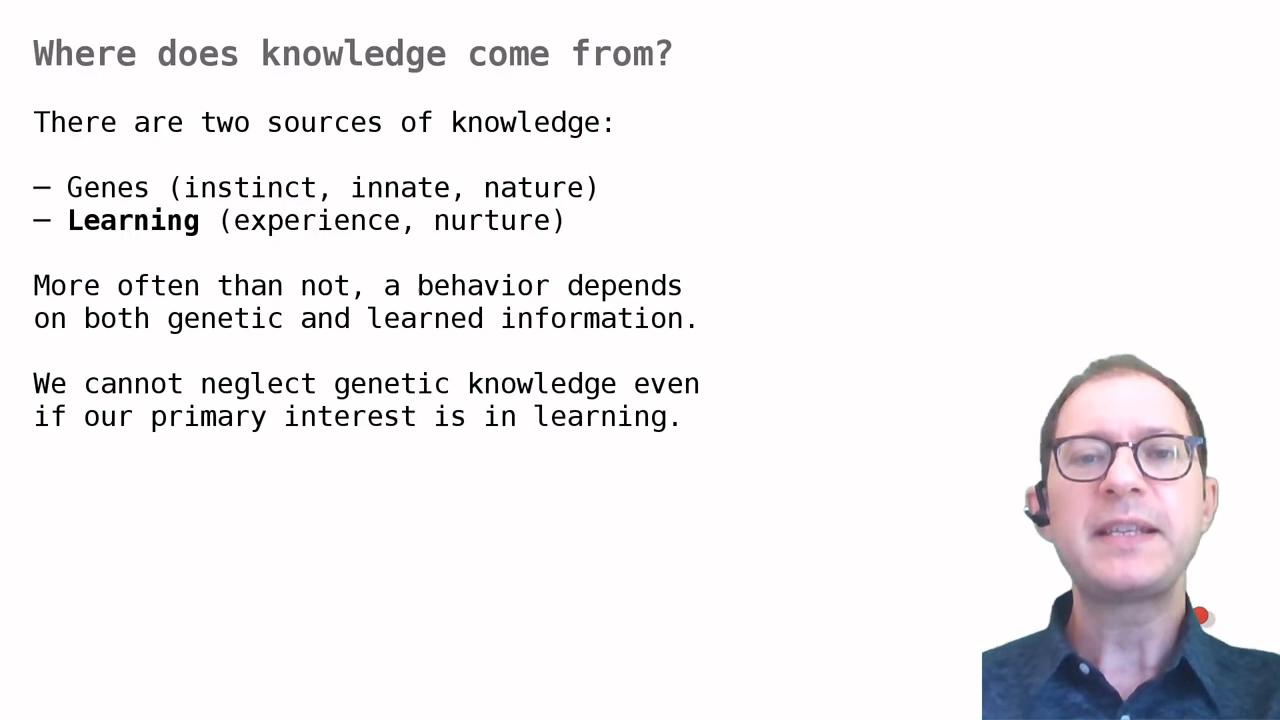 Where does knowledge come from?
There are two sources of knowledge:
– Genes (instinct, innate, nature)
– Learning (experience, nurture)
More often than not, a behavior depends
on both genetic and learned information.
We cannot neglect genetic knowledge even
if our primary interest is in learning.